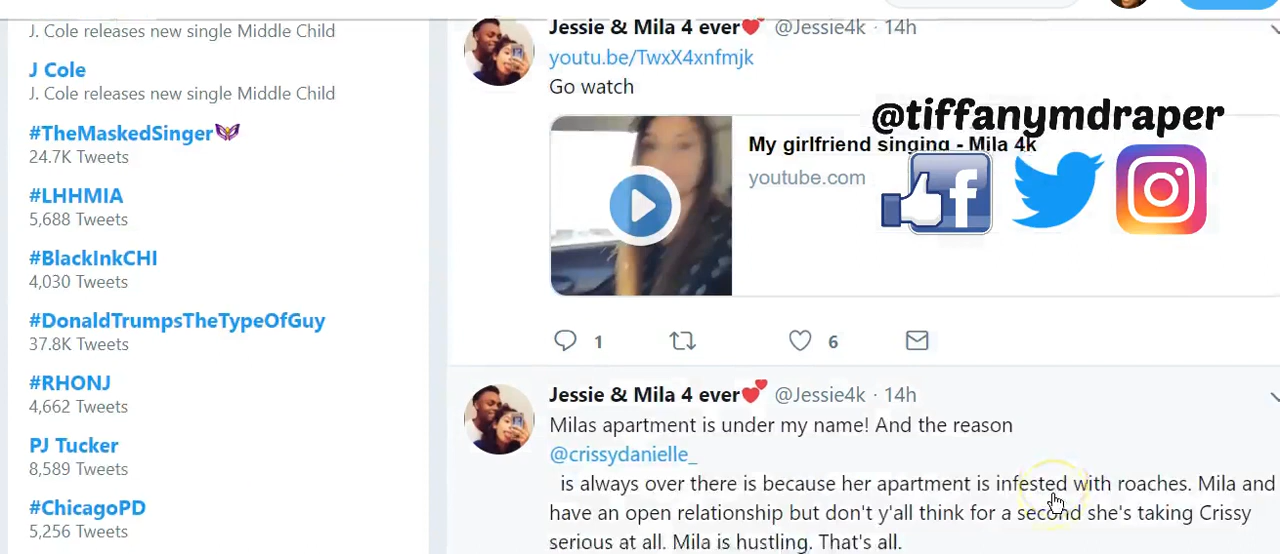 J. Cole releases new single Middle Child
J Cole
J. Cole releases new single Middle Child
#TheMaskedSinger
24.7K Tweets
#LHHMIA
5,688 Tweets
#BlackInkCHI
4,030 Tweets
#DonaldTrumpsTheTypeOfGuy
37.8K Tweets
#RHONJ
4,662 Tweets
PJ Tucker
8,589 Tweets
#ChicagoPD
5,256 Tweets
Jessie & Mila 4 ever❤️ @Jessie4k · 14h
youtu.be/TwxX4xnfmjk
Go watch
@tiffanymdraper
My girlfriend singing - Mila 4k
youtube.com
f
1 6
Jessie & Mila 4 ever💕 @Jessie4k · 14h
Milas apartment is under my name! And the reason
@crissydanielle_
is always over there is because her apartment is infested with roaches. Mila and
have an open relationship but don't y'all think for a second she's taking Crissy
serious at all. Mila is hustling. That's all.